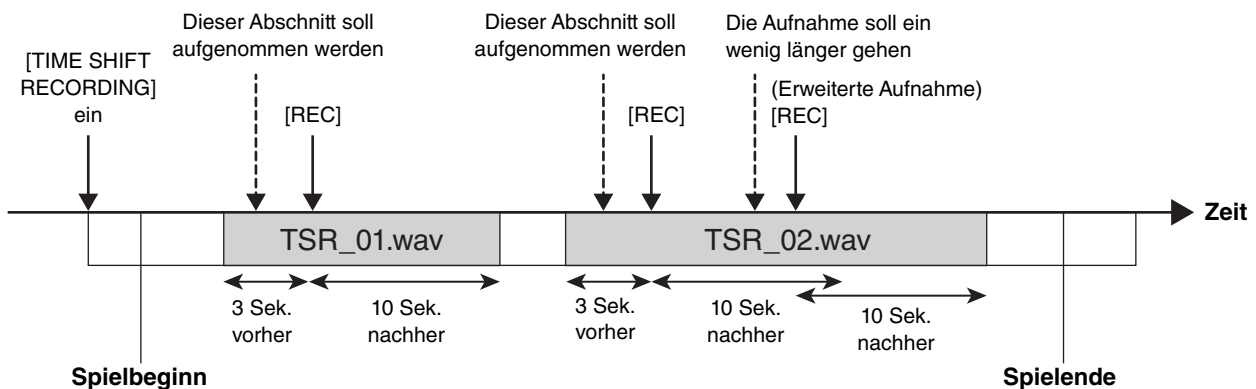 Dieser Abschnitt soll
aufgenommen werden
Dieser Abschnitt soll
aufgenommen werden
Die Aufnahme soll ein
wenig länger gehen
[TIME SHIFT
RECORDING]
ein
[REC]
[REC]
(Erweiterte Aufnahme)
[REC]
Zeit
TSR_01.wav
TSR_02.wav
3 Sek.
vorher
10 Sek.
nachher
3 Sek.
vorher
10 Sek.
nachher
10 Sek.
nachher
Spielbeginn
Spielende